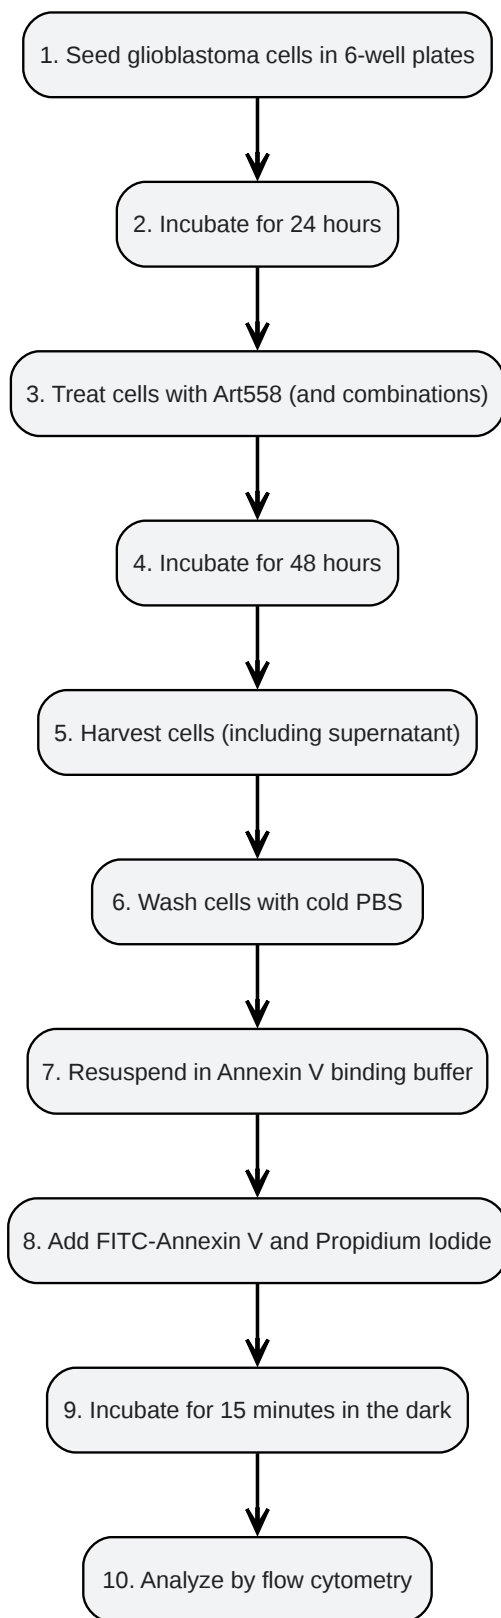 1. Seed glioblastoma cells in 6-well plates
2. Incubate for 24 hours
3. Treat cells with Art558 (and combinations)
4. Incubate for 48 hours
5. Harvest cells (including supernatant)
6. Wash cells with cold PBS
7. Resuspend in Annexin V binding buffer
8. Add FITC-Annexin V and Propidium Iodide
9. Incubate for 15 minutes in the dark
10. Analyze by flow cytometry